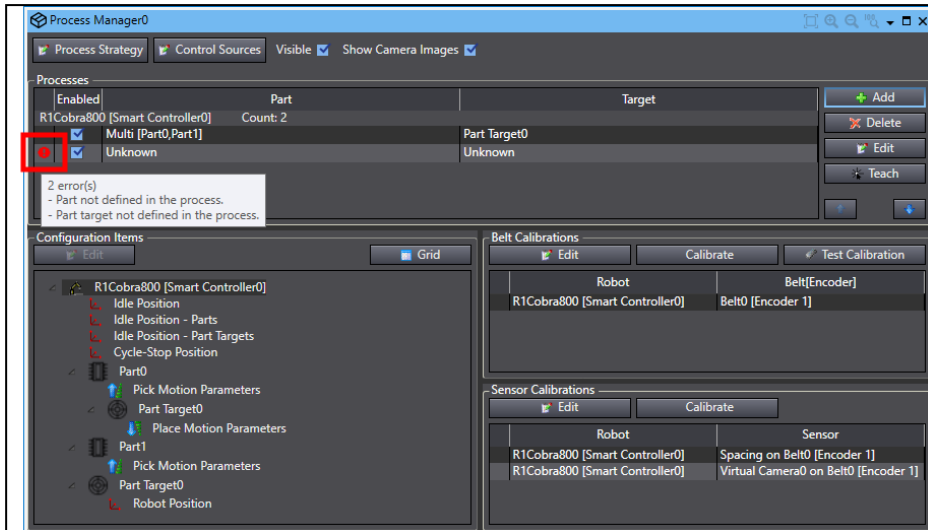 Process Manager0
Process Strategy Control Sources Visible Show Camera Images
Processes
Enabled Part Target
Add
R1Cobra800 [Smart Controller0] Count: 2
Multi [Part0,Part1] Part Target0
Delete
Unknown Unknown
Edit
Teach
2 error(s)
- Part not defined in the process.
- Part target not defined in the process.
Configuration Items
Edit Grid
R1Cobra800 [Smart Controller0]
Idle Position
Idle Position - Parts
Idle Position - Part Targets
Cycle-Stop Position
Part0
Pick Motion Parameters
Part Target0
Place Motion Parameters
Part1
Pick Motion Parameters
Part Target0
Robot Position
Belt Calibrations
Edit Calibrate Test Calibration
Robot Belt[Encoder]
R1Cobra800 [Smart Controller0] Belt0 [Encoder 1]
Sensor Calibrations
Edit Calibrate
Robot Sensor
R1Cobra800 [Smart Controller0] Spacing on Belt0 [Encoder 1]
R1Cobra800 [Smart Controller0] Virtual Camera0 on Belt0 [Encoder 1]